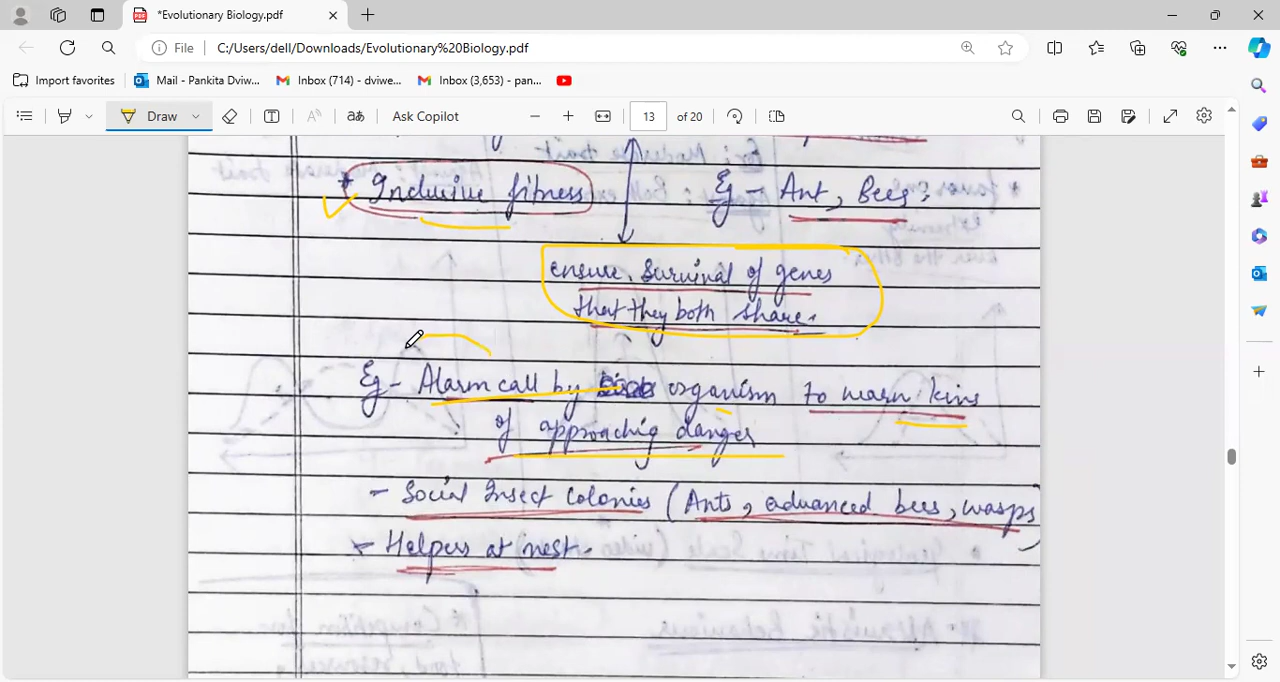 *Evolutionary Biology.pdf
File C:/Users/dell/Downloads/Evolutionary%20Biology.pdf
Import favorites Mail - Pankita Dviw... Inbox (714) - dviwe... Inbox (3,653) - pan...
Draw aあ Ask Copilot 13 of 20
* Inclusive fitness Eg - Ant, Bees.
ensure survival of genes
that they both share.
Eg - Alarm call by organism to warn kins
of approaching danger
- Social Insect Colonies (Ants, advanced bees, wasps)
- Helpers at nest.